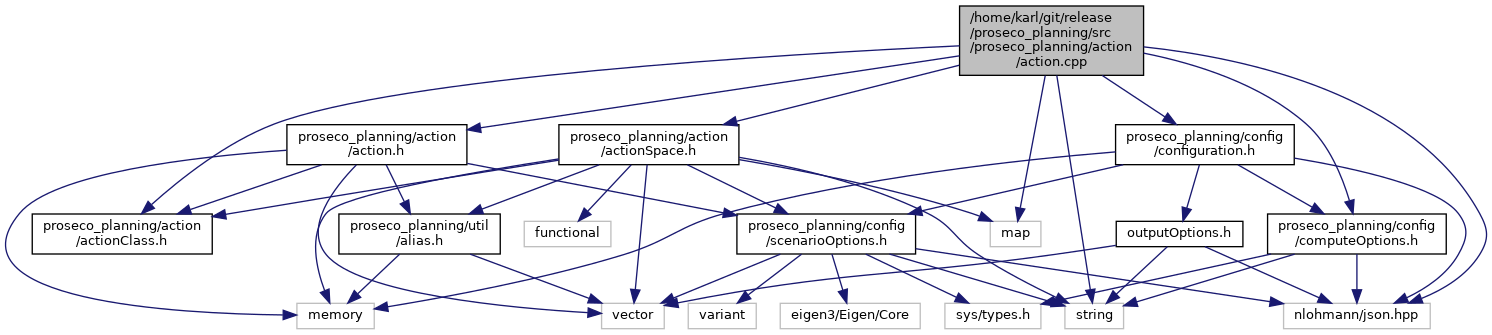 /home/karl/git/release
/proseco_planning/src
/proseco_planning/action
/action.cpp
proseco_planning/action
/action.h
proseco_planning/action
/actionSpace.h
proseco_planning/config
/configuration.h
proseco_planning/action
/actionClass.h
proseco_planning/util
/alias.h
functional
proseco_planning/config
/scenarioOptions.h
map
outputOptions.h
proseco_planning/config
/computeOptions.h
memory
vector
variant
eigen3/Eigen/Core
sys/types.h
string
nlohmann/json.hpp